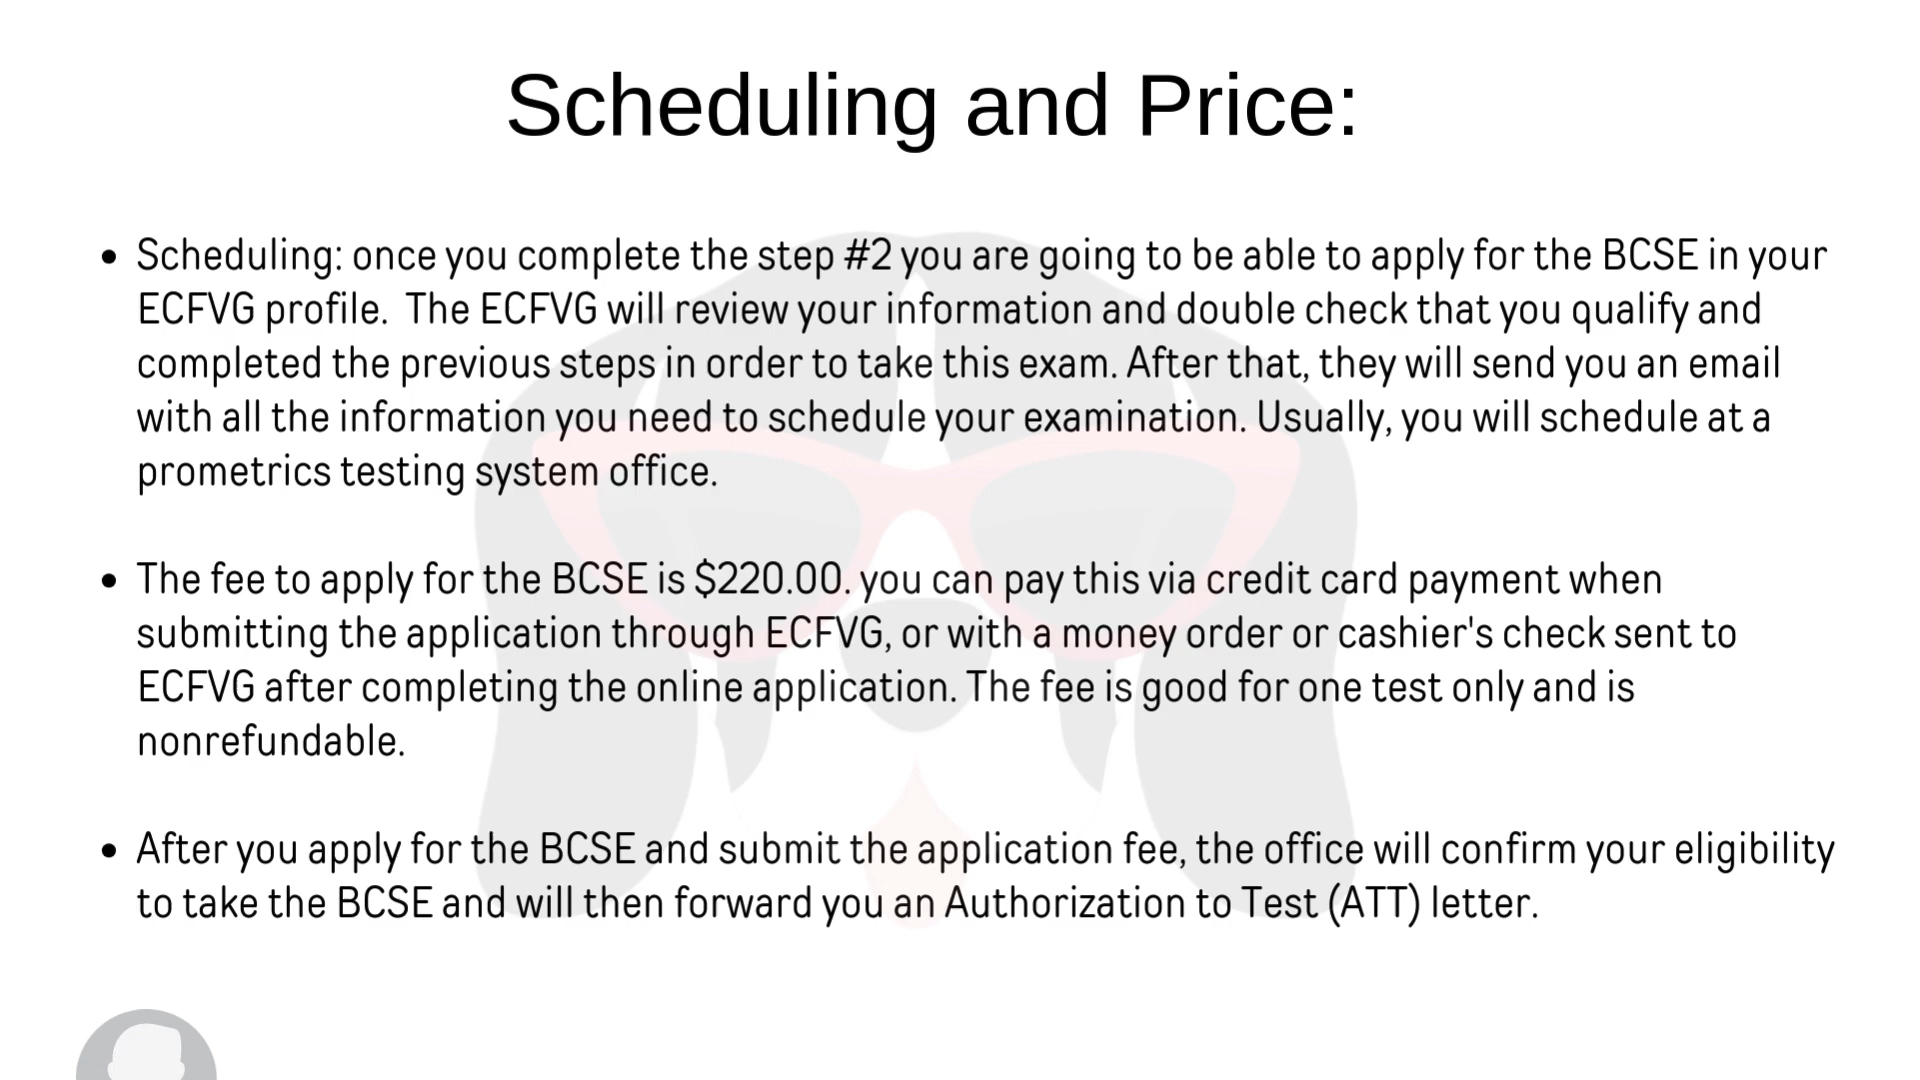 Scheduling and Price:
• Scheduling: once you complete the step #2 you are going to be able to apply for the BCSE in your
ECFVG profile.  The ECFVG will review your information and double check that you qualify and
completed the previous steps in order to take this exam. After that, they will send you an email
with all the information you need to schedule your examination. Usually, you will schedule at a
prometrics testing system office.
• The fee to apply for the BCSE is $220.00. you can pay this via credit card payment when
submitting the application through ECFVG, or with a money order or cashier's check sent to
ECFVG after completing the online application. The fee is good for one test only and is
nonrefundable.
• After you apply for the BCSE and submit the application fee, the office will confirm your eligibility
to take the BCSE and will then forward you an Authorization to Test (ATT) letter.